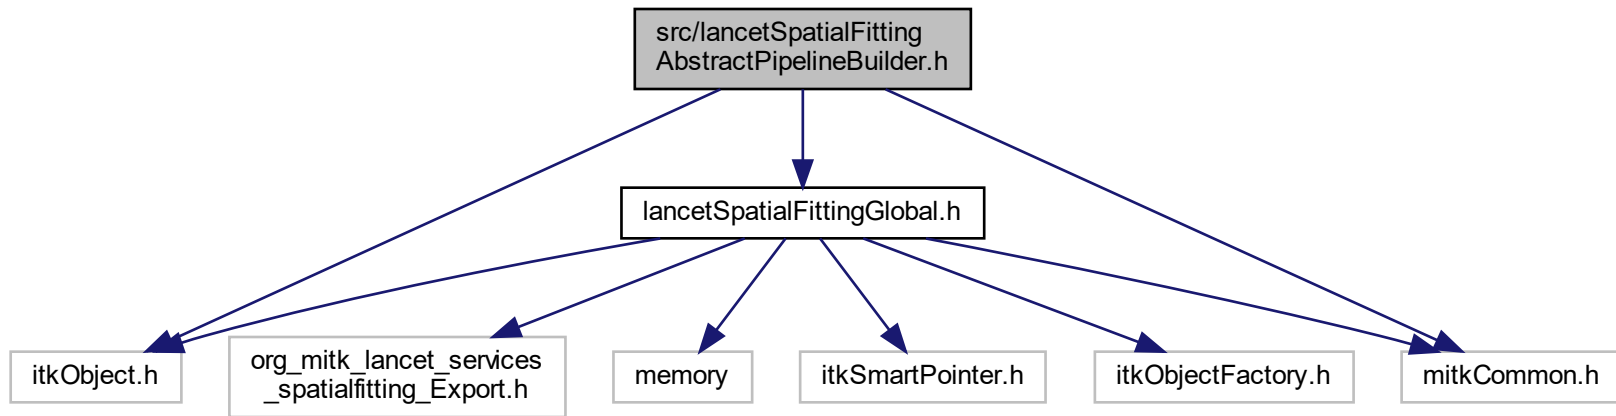 src/lancetSpatialFitting
AbstractPipelineBuilder.h
lancetSpatialFittingGlobal.h
itkObject.h
org_mitk_lancet_services
_spatialfitting_Export.h
memory
itkSmartPointer.h
itkObjectFactory.h
mitkCommon.h